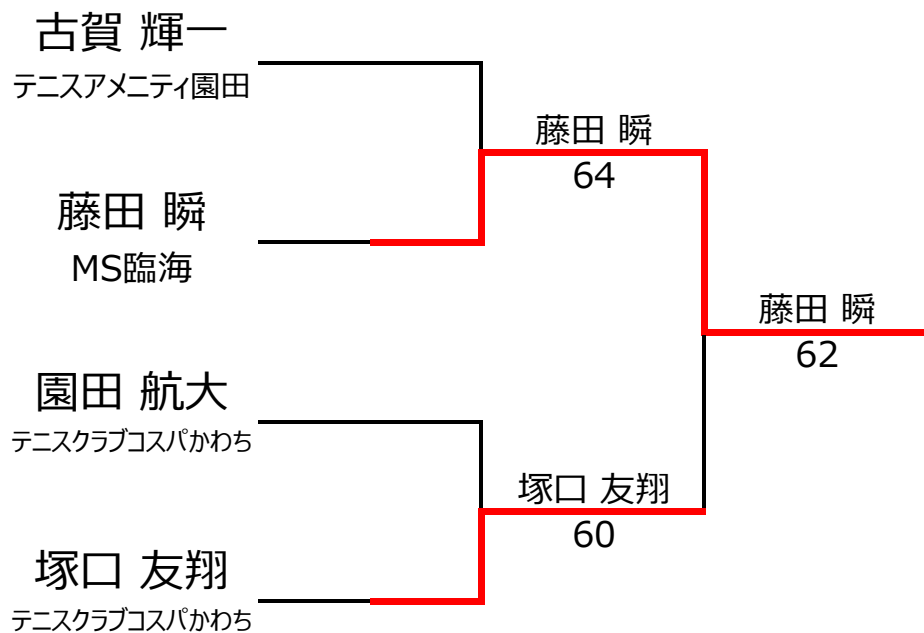 古賀 輝一
テニスアメニティ園田
藤田 瞬
64
藤田 瞬
MS臨海
藤田 瞬
62
園田 航大
テニスクラブコスパかわち
塚口 友翔
60
塚口 友翔
テニスクラブコスパかわち